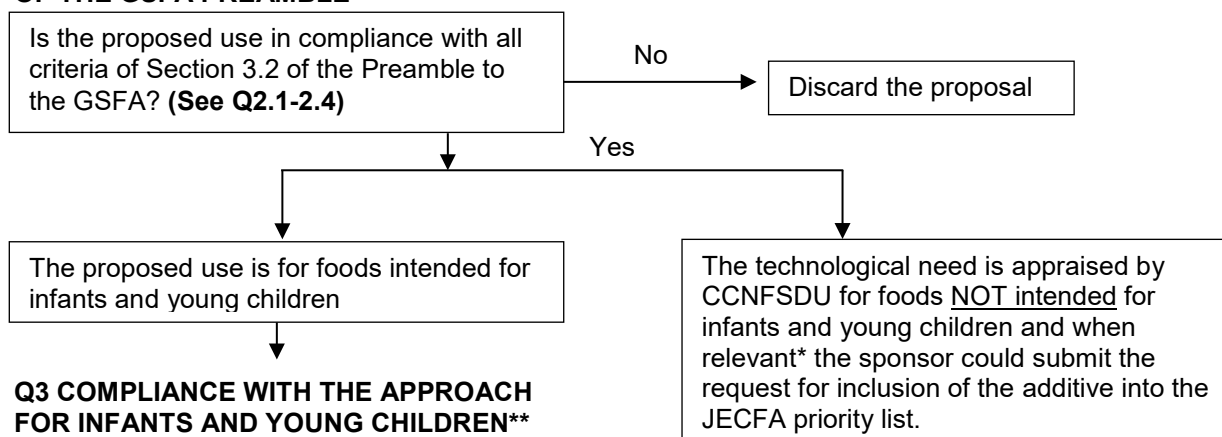 Is the proposed use in compliance with all
criteria of Section 3.2 of the Preamble to
the GSFA? (See Q2.1-2.4)
No
Discard the proposal
Yes
The proposed use is for foods intended for
infants and young children
The technological need is appraised by
CCNFSDU for foods NOT intended for
infants and young children and when
relevant* the sponsor could submit the
request for inclusion of the additive into the
JECFA priority list.
Q3 COMPLIANCE WITH THE APPROACH
FOR INFANTS AND YOUNG CHILDREN**